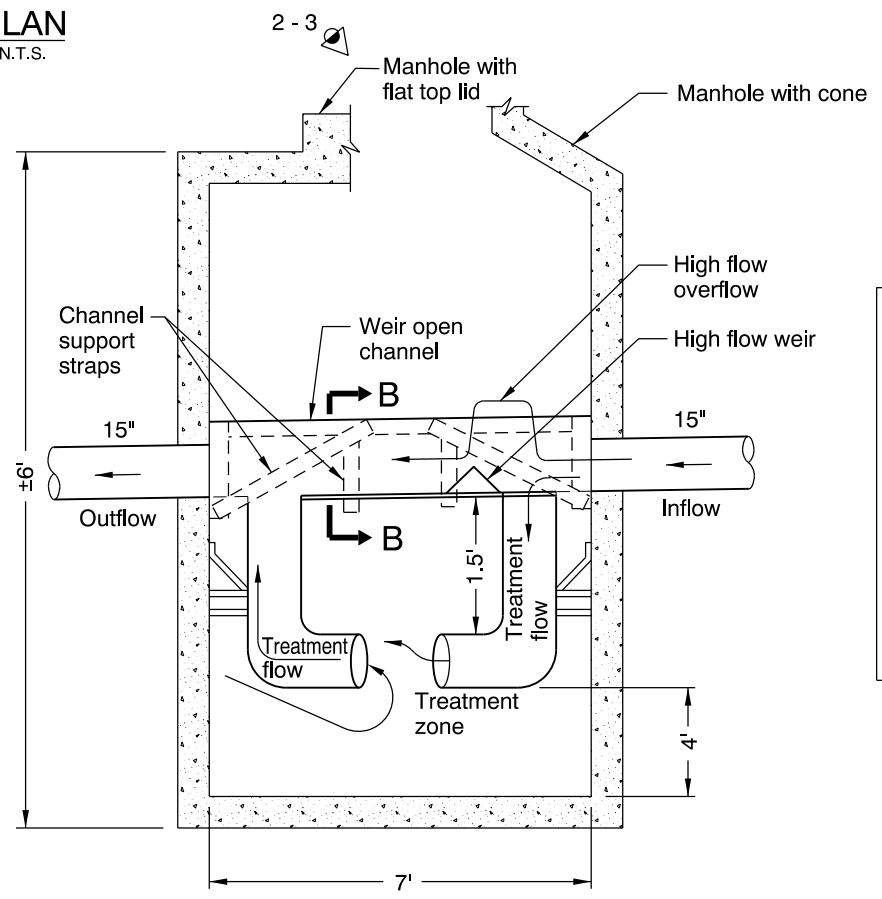 LAN
N.T.S.
2 - 3
Manhole with
flat top lid
Manhole with cone
High flow
overflow
High flow weir
Channel
support
straps
Weir open
channel
B
15"
15"
±6'
Outflow
Inflow
B
1.5'
Treatment
flow
Treatment
flow
Treatment
zone
4'
7'